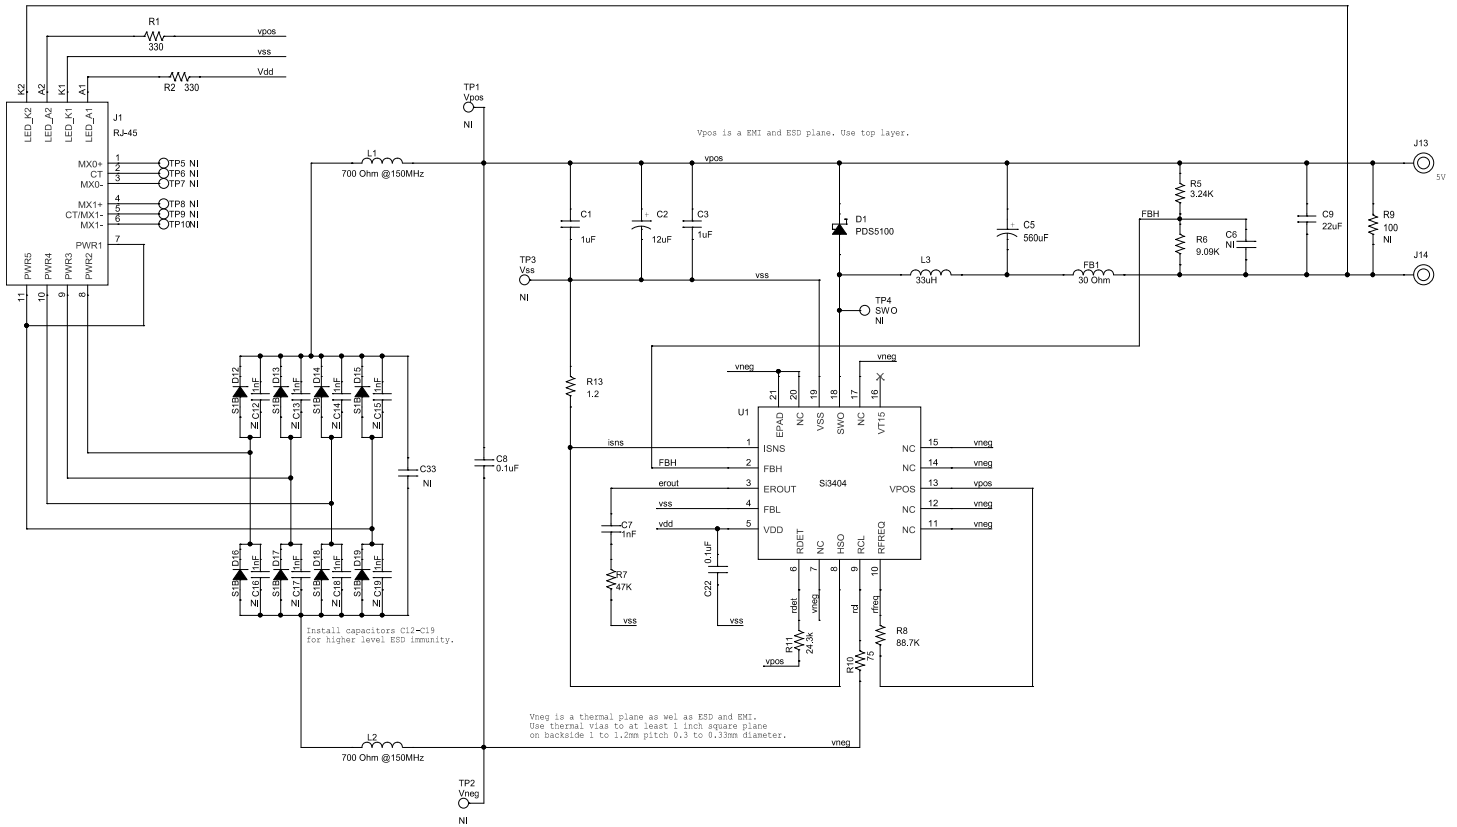 R1
330
vpos
vss
Vdd
R2 330
K2
A2
K1
A1
LED_K2
LED_A2
LED_K1
LED_A1
J1
RJ-45
MX0+ 1 TP5 NI
CT 2 TP6 NI
MX0- 3 TP7 NI
MX1+ 4 TP8 NI
CT/MX1- 5 TP9 NI
MX1- 6 TP10NI
PWR1 7
PWR5
PWR4
PWR3
PWR2
11 10 9 8
TP1
Vpos
NI
Vpos is a EMI and ESD plane. Use top layer.
L1
700 Ohm @150MHz
vpos
J13
5V
C1
1uF
C2
12uF
C3
1uF
D1
PDS5100
C5
560uF
R5
3.24K
FBH
R6
9.09K
C6
NI
C9
22uF
R9
100
NI
TP3
Vss
NI
vss
L3
33uH
FB1
30 Ohm
J14
TP4
SWO
NI
D12
S1B
1nF
C12
NI
D13
S1B
1nF
C13
NI
D14
S1B
1nF
C14
NI
D15
S1B
1nF
C15
NI
C33
NI
C8
0.1uF
R13
1.2
vneg
vneg
21
20
19
18
17
16
U1
EPAD
NC
VSS
SWO
NC
VT15
isns 1 ISNS
FBH 2 FBH
erout 3 EROUT
vss 4 FBL
vdd 5 VDD
Si3404
NC 15 vneg
NC 14 vneg
VPOS 13 vpos
NC 12 vneg
NC 11 vneg
RDET
NC
HSO
RCL
RFREQ
6
7
8
9
10
C7
1nF
R7
47K
vss
0.1uF
C22
vss
rdet
vneg
rcl
rfreq
R11
24.3k
vpos
R10
75
R8
88.7K
D16
S1B
1nF
C16
NI
D17
S1B
1nF
C17
NI
D18
S1B
1nF
C18
NI
D19
S1B
1nF
C19
NI
Install capacitors C12-C19
for higher level ESD immunity.
Vneg is a thermal plane as wel as ESD and EMI.
Use thermal vias to at least 1 inch square plane
on backside 1 to 1.2mm pitch 0.3 to 0.33mm diameter.
L2
700 Ohm @150MHz
vneg
TP2
Vneg
NI